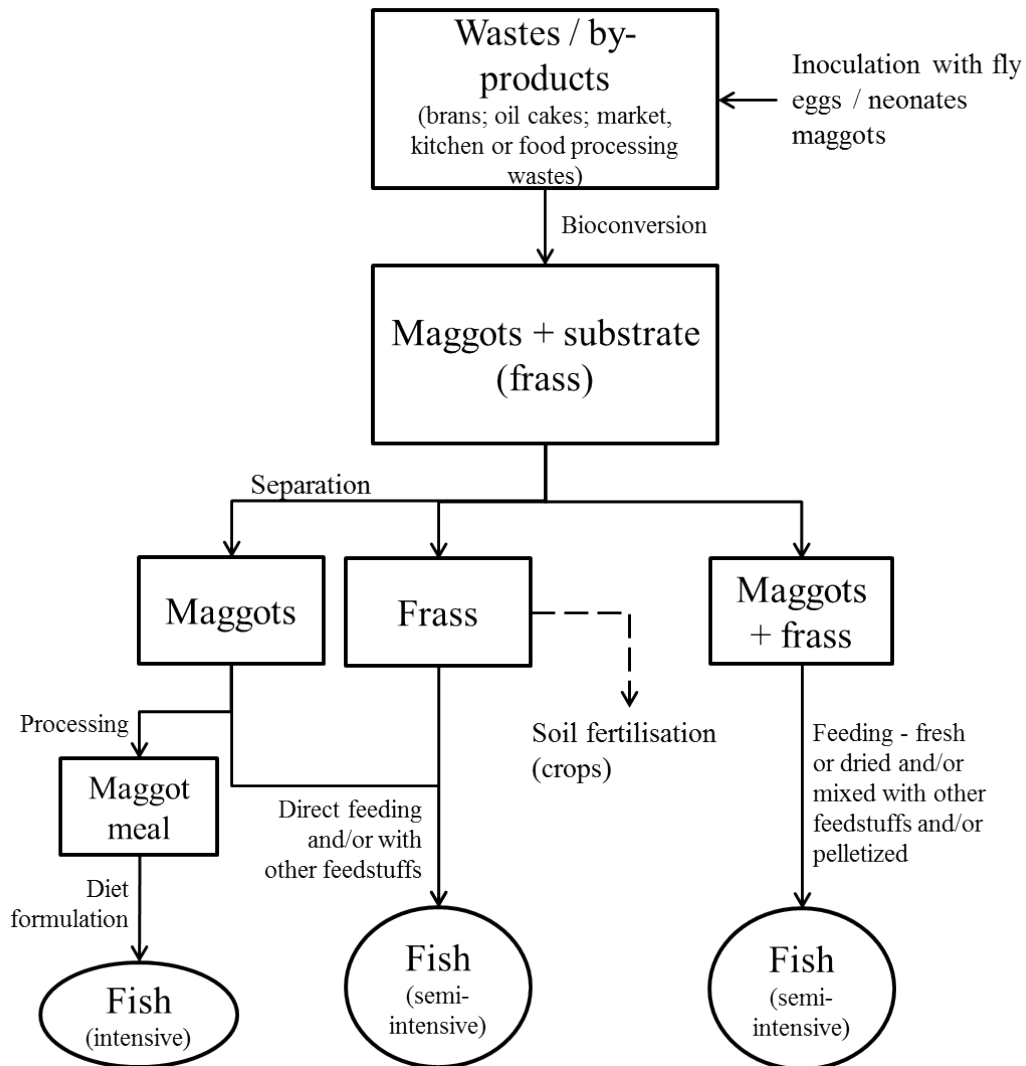 Wastes / by-
products
(brans; oil cakes; market,
kitchen or food processing
wastes)
Inoculation with fly
eggs / neonates
maggots
Bioconversion
Maggots + substrate
(frass)
Separation
Maggots
Frass
Maggots
+ frass
Processing
Soil fertilisation
(crops)
Feeding - fresh
or dried and/or
mixed with other
feedstuffs and/or
pelletized
Maggot
meal
Direct feeding
and/or with
other feedstuffs
Diet
formulation
Fish
(intensive)
Fish
(semi-
intensive)
Fish
(semi-
intensive)